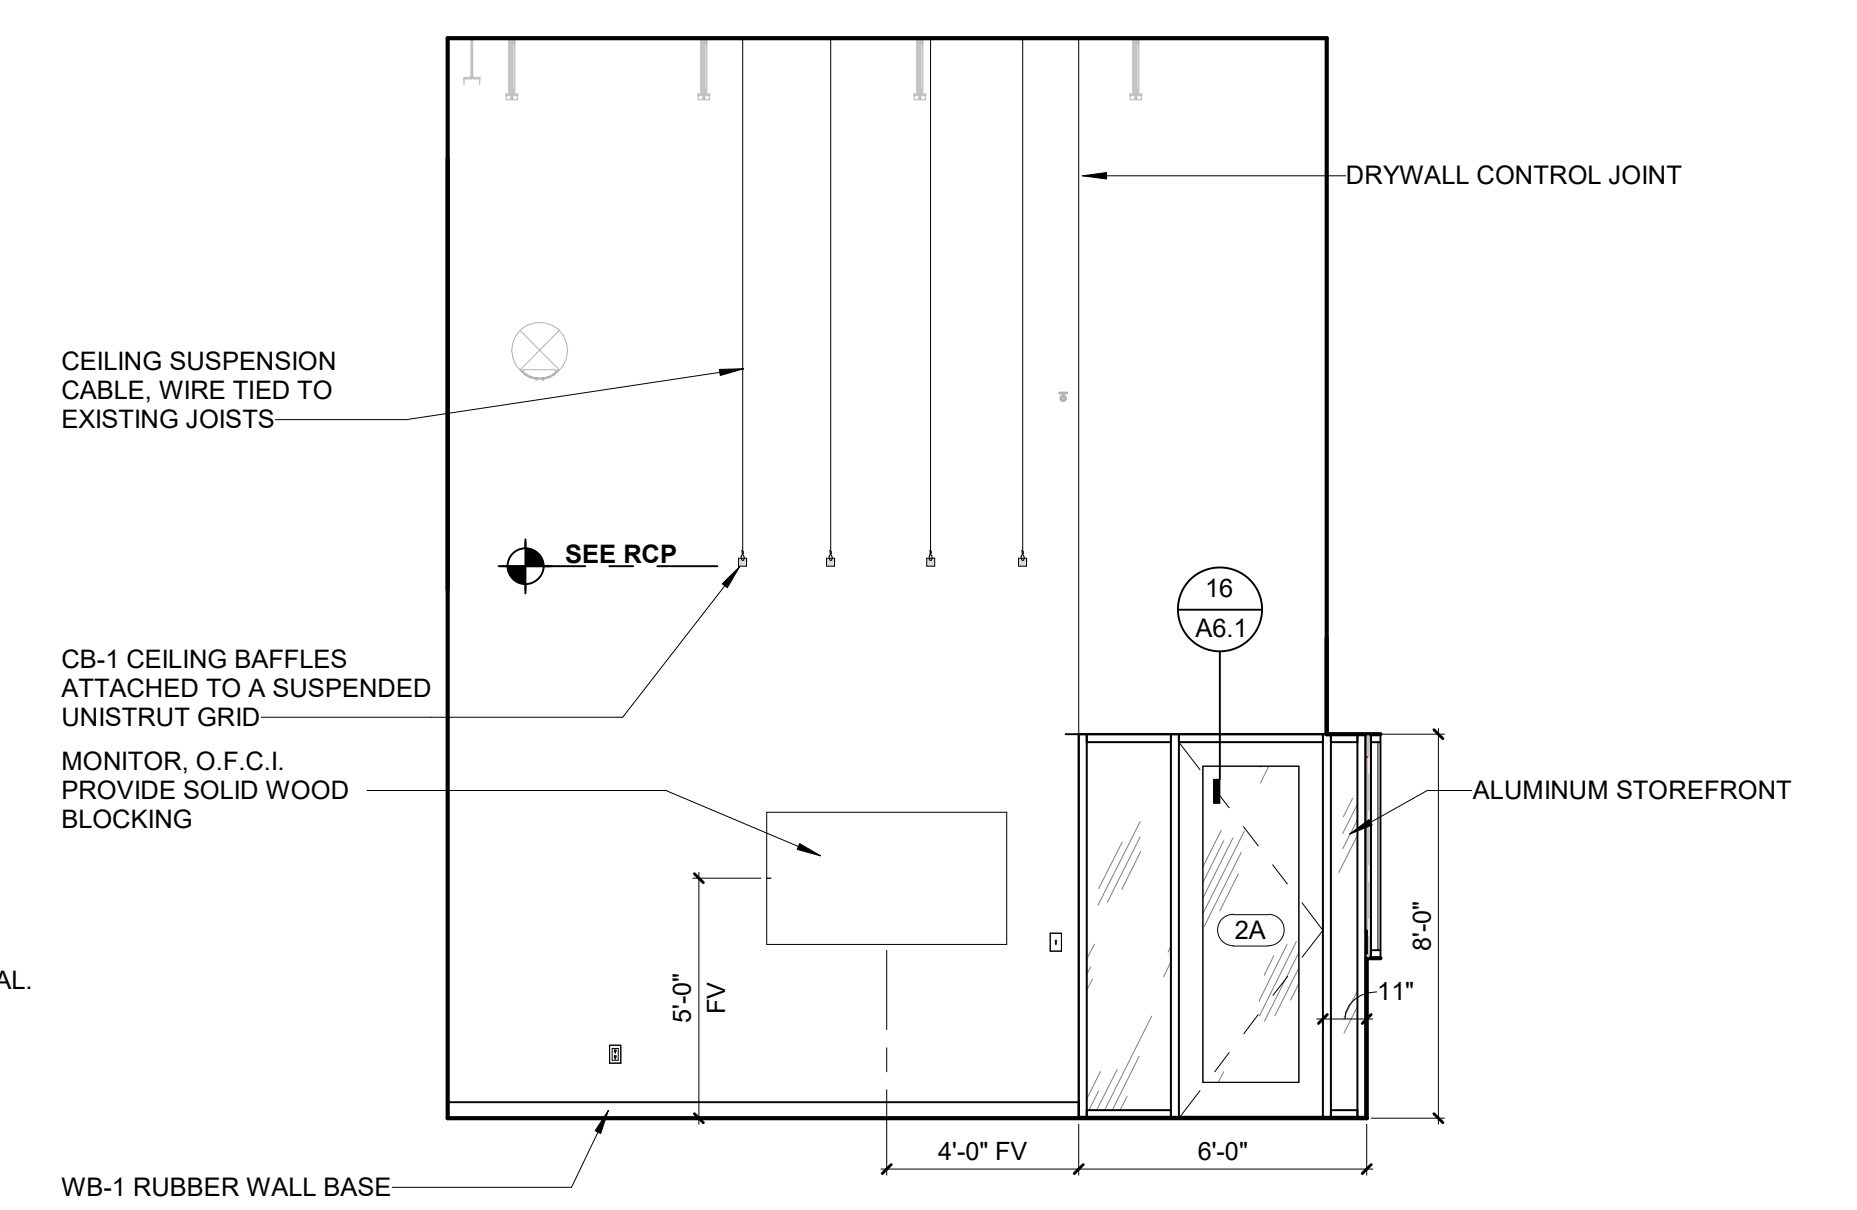 DRYWALL CONTROL JOINT
CEILING SUSPENSION
CABLE, WIRE TIED TO
EXISTING JOISTS
SEE RCP
16
A6.1
CB-1 CEILING BAFFLES
ATTACHED TO A SUSPENDED
UNISTRUT GRID
MONITOR, O.F.C.I.
PROVIDE SOLID WOOD
BLOCKING
ALUMINUM STOREFRONT
2A
8'-0"
5'-0"
FV
AL.
11"
4'-0" FV
6'-0"
WB-1 RUBBER WALL BASE